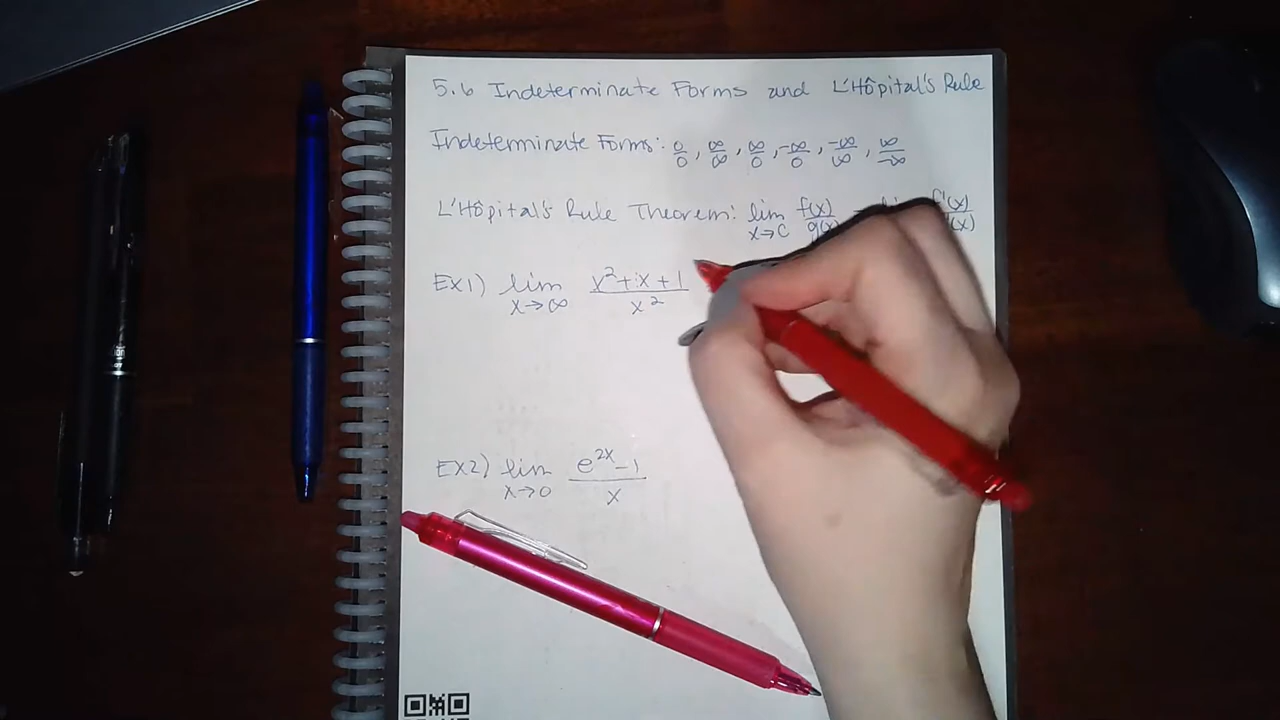 5.6 Indeterminate Forms and L'Hôpital's Rule
Indeterminate Forms: 0/0, ∞/∞, ∞/0, -∞/0, -∞/∞, ∞/-∞
L'Hôpital's Rule Theorem: lim x→c f(x)/g(x) f'(x)/(x)
EX1) lim x→∞ x²+x+1/x²
EX2) lim x→0 e^2x-1/x